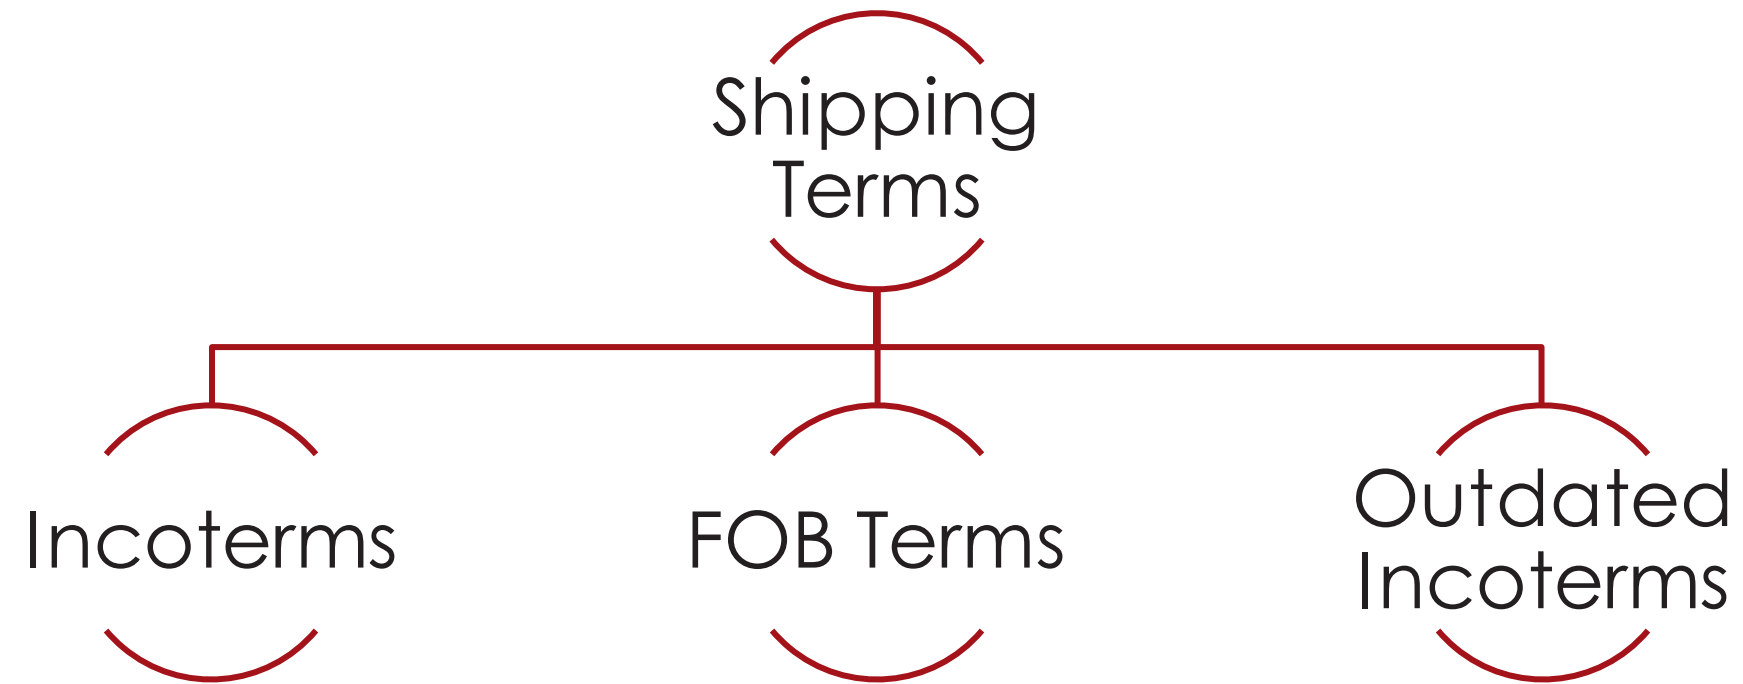 Shipping
Terms
Incoterms
FOB Terms
Outdated
Incoterms